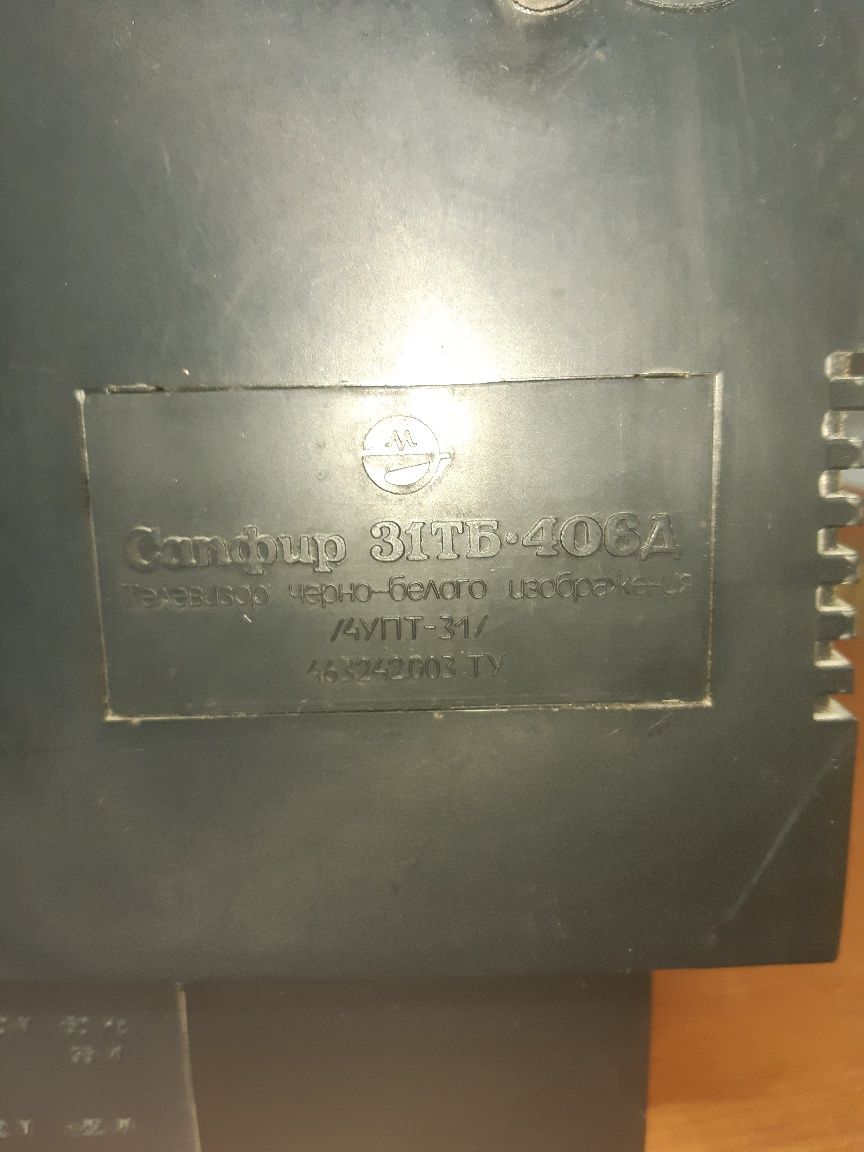 Сапфир 31ТБ·406Д
Телевизор черно-белого изображения
/4УПТ-31/
463242003 ТУ